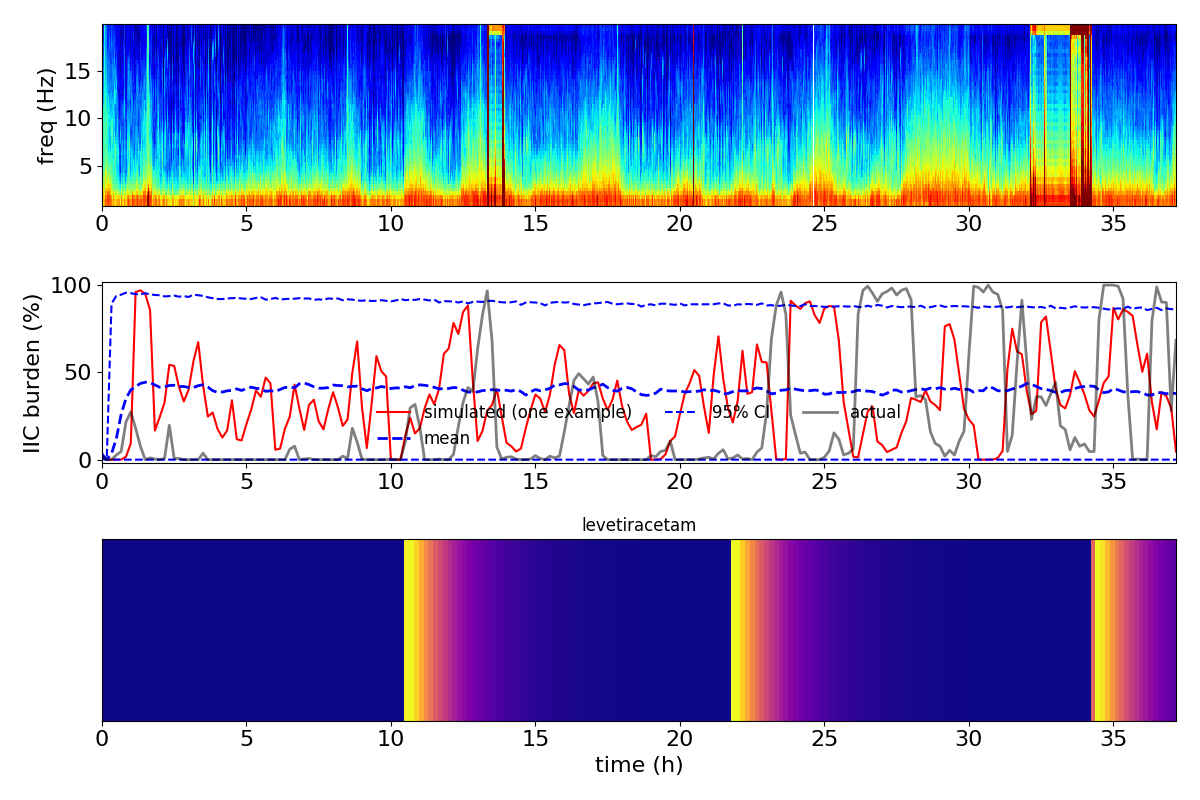 freq (Hz)
15
10
5
0 5 10 15 20 25 30 35
IIC burden (%)
100
50
0
simulated (one example) 95% CI actual
mean
0 5 10 15 20 25 30 35
levetiracetam
0 5 10 15 20 25 30 35
time (h)